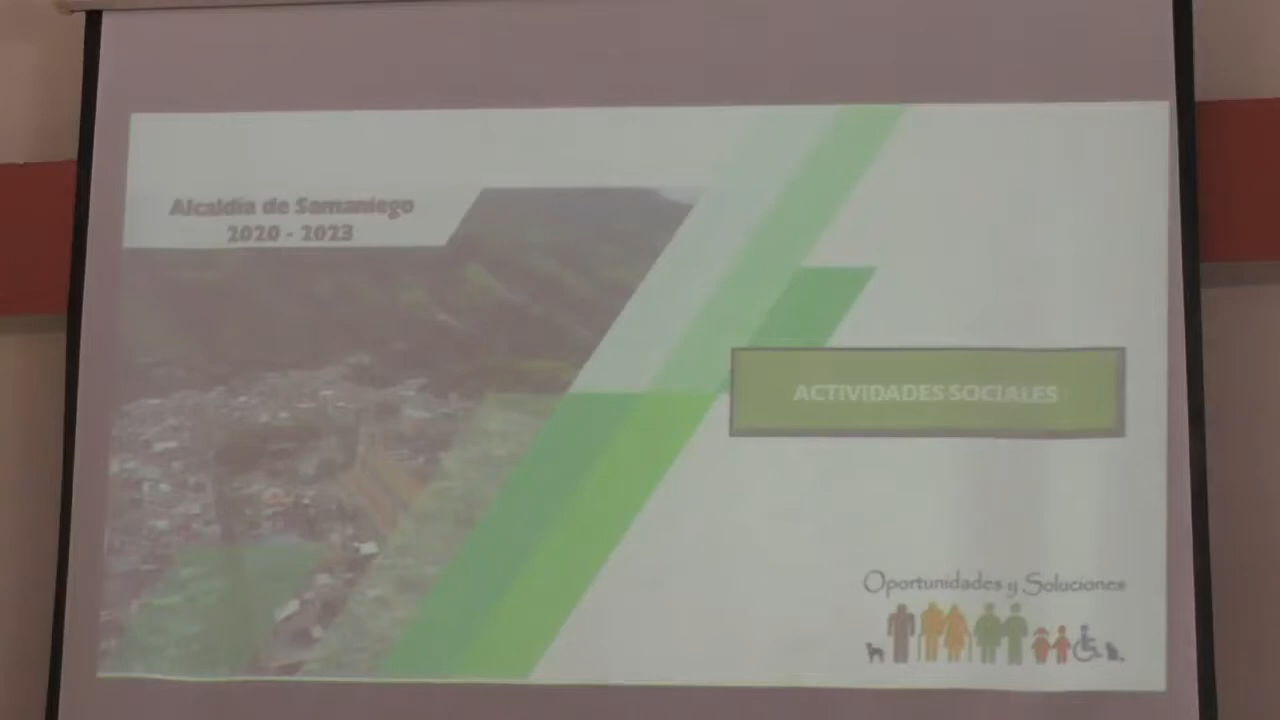 Alcaldía de Samaniego
2020 - 2023
ACTIVIDADES SOCIALES
Oportunidades y Soluciones